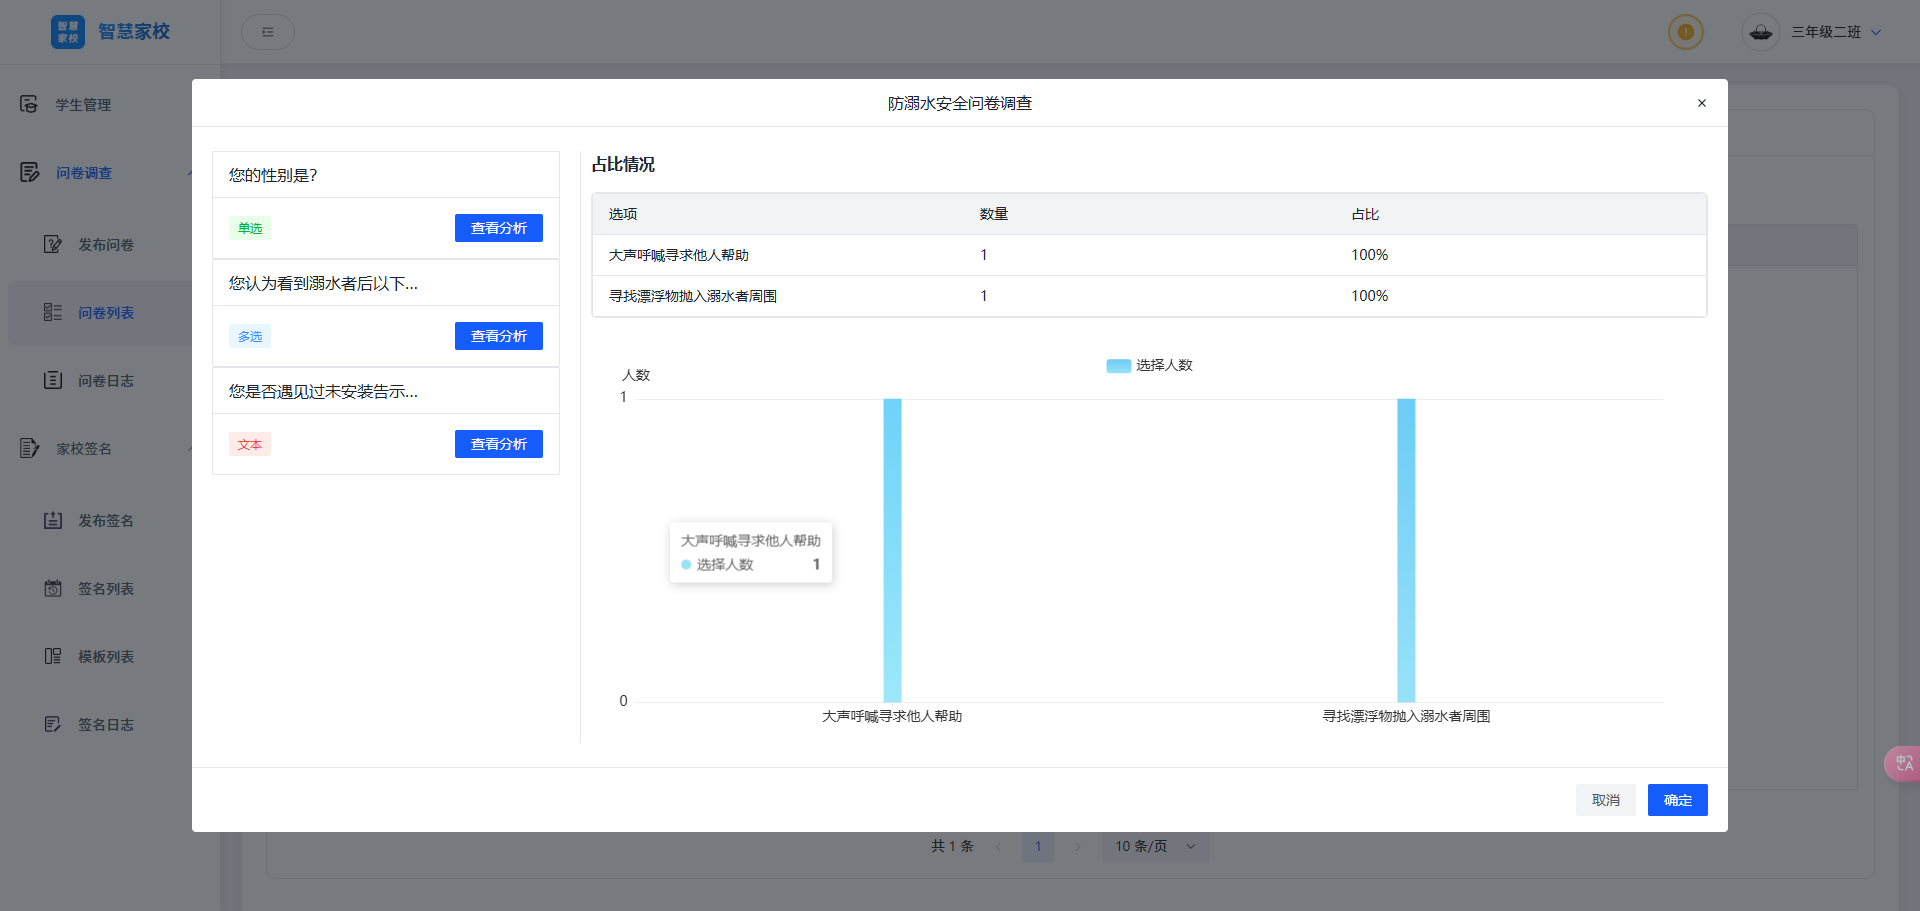 智慧
家校
智慧家校
三年级二班
学生管理
问卷调查
发布问卷
问卷列表
问卷日志
家校签名
发布签名
签名列表
模板列表
签名日志
防溺水安全问卷调查
您的性别是?
单选
查看分析
您认为看到溺水者后以下...
多选
查看分析
您是否遇见过未安装告示...
文本
查看分析
占比情况
选项 数量 占比
大声呼喊寻求他人帮助 1 100%
寻找漂浮物抛入溺水者周围 1 100%
选择人数
人数
1
大声呼喊寻求他人帮助
选择人数 1
0
大声呼喊寻求他人帮助 寻找漂浮物抛入溺水者周围
取消 确定
共 1 条 1 10 条/页
中A